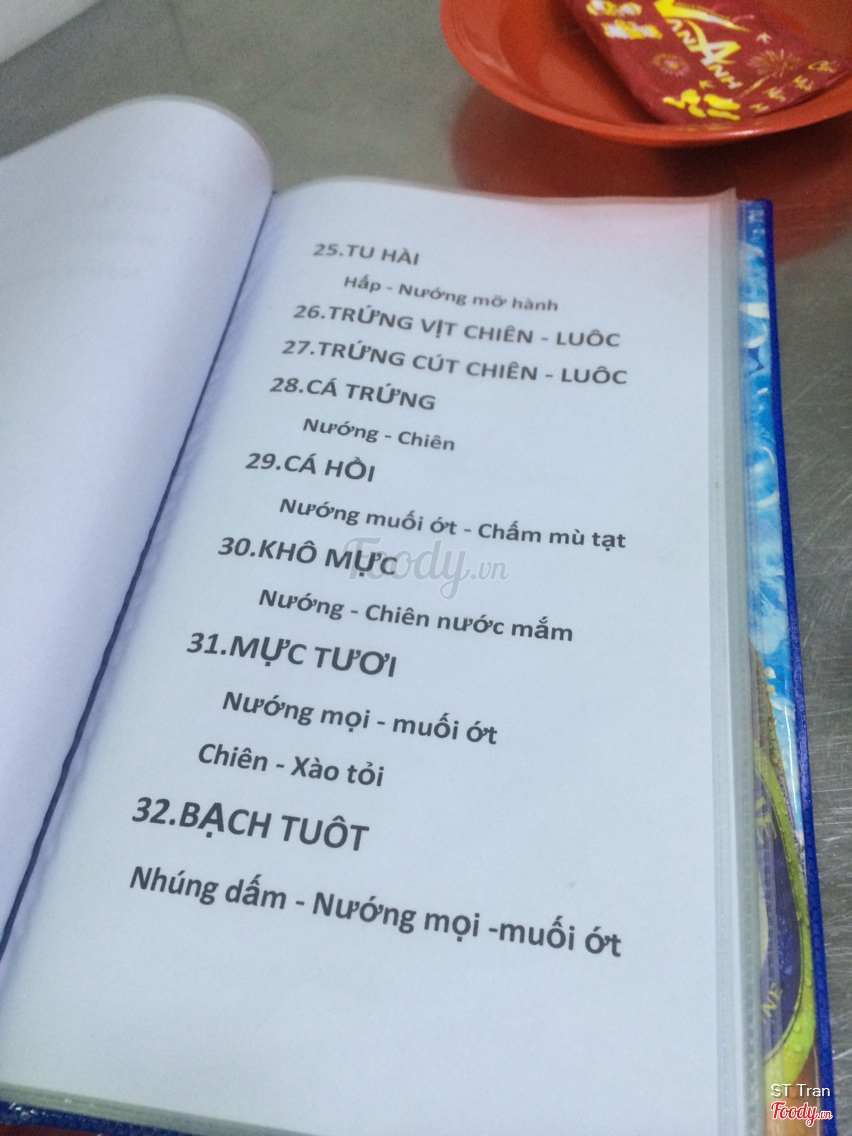 25.TU HÀI
Hấp - Nướng mỡ hành
26.TRỨNG VỊT CHIÊN - LUÔC
27.TRỨNG CÚT CHIÊN - LUÔC
28.CÁ TRỨNG
Nướng - Chiên
29.CÁ HỒI
Nướng muối ớt - Chấm mù tạt
30.KHÔ MỰC
Foody.vn
Nướng - Chiên nước mắm
31.MỰC TƯƠI
Nướng mọi - muối ớt
Chiên - Xào tỏi
32.BẠCH TUÔT
Nhúng dấm - Nướng mọi -muối ớt
ST Tran
Foody.vn